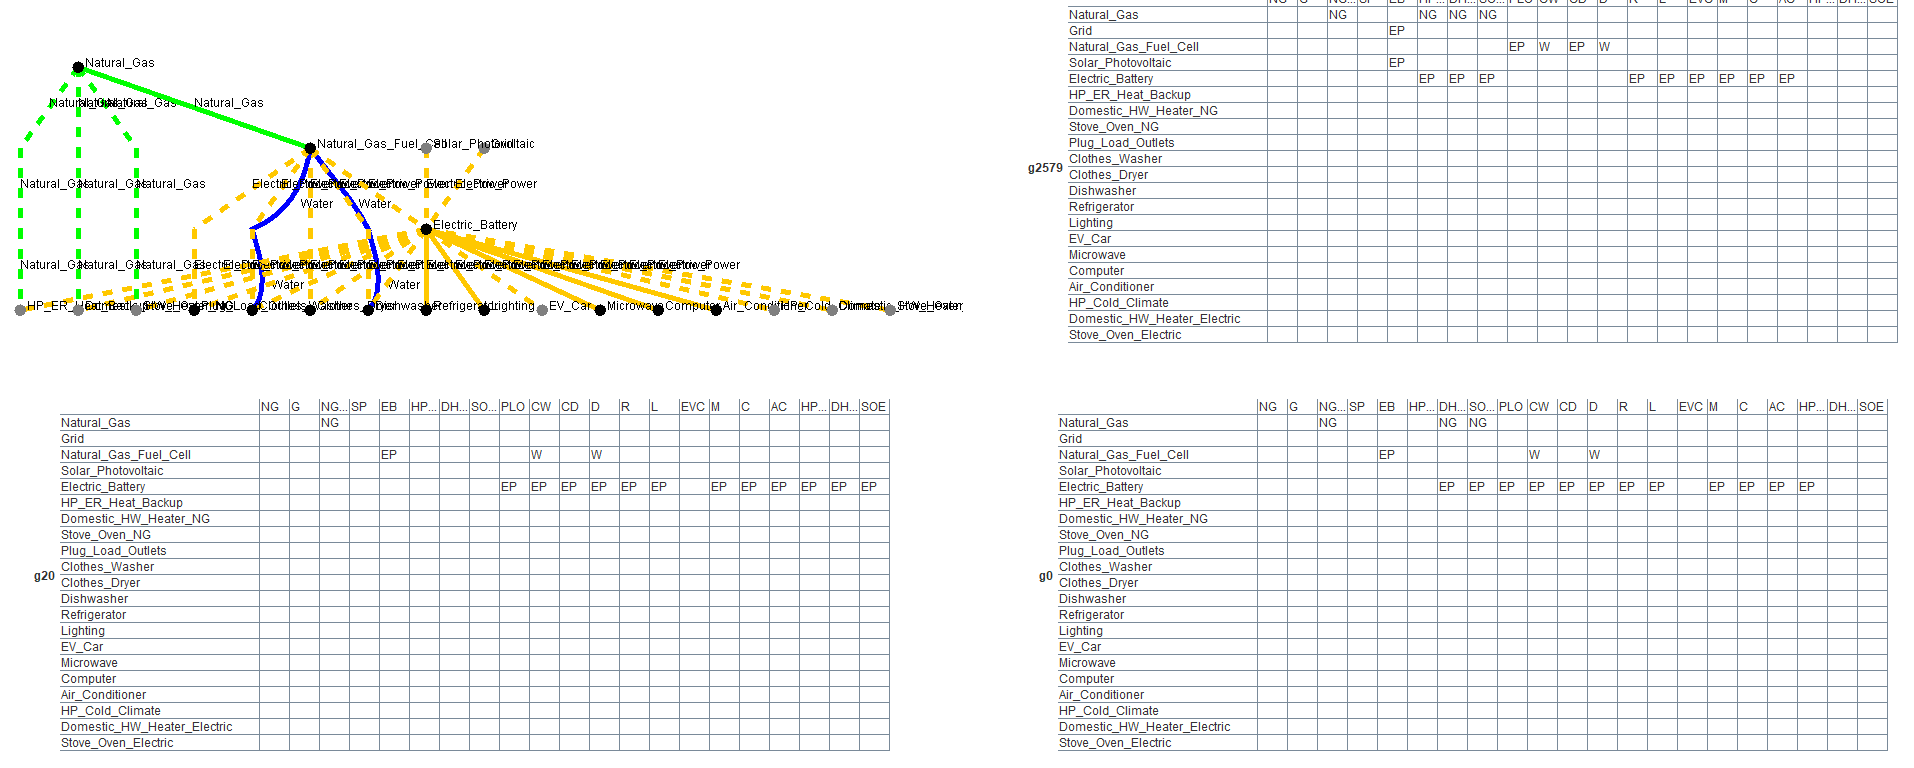 Natural_Gas
Natural_Gas
Natural_Gas_Fuel_Cell
Electric_Battery
Natural_Gas
Natural_Gas
Water
Water
Water
Water
Refrigerator
Lighting
EV_Car
Microwave
Computer
NG...
NG NG NG NG
Natural_Gas
Grid EP
Natural_Gas_Fuel_Cell EP W EP W
Solar_Photovoltaic EP
Electric_Battery EP EP EP EP EP EP EP EP EP
HP_ER_Heat_Backup
Domestic_HW_Heater_NG
Stove_Oven_NG
Plug_Load_Outlets
Clothes_Washer
g2579
Clothes_Dryer
Dishwasher
Refrigerator
Lighting
EV_Car
Microwave
Computer
Air_Conditioner
HP_Cold_Climate
Domestic_HW_Heater_Electric
Stove_Oven_Electric
NG G NG... SP EB HP... DH... SO... PLO CW CD D R L EVC M C AC HP... DH... SOE
Natural_Gas NG
Grid
Natural_Gas_Fuel_Cell EP W W
Solar_Photovoltaic
Electric_Battery EP EP EP EP EP EP EP EP EP EP EP EP
HP_ER_Heat_Backup
Domestic_HW_Heater_NG
Stove_Oven_NG
Plug_Load_Outlets
Clothes_Washer
g20
Clothes_Dryer
Dishwasher
Refrigerator
Lighting
EV_Car
Microwave
Computer
Air_Conditioner
HP_Cold_Climate
Domestic_HW_Heater_Electric
Stove_Oven_Electric
NG G NG... SP EB HP... DH... SO... PLO CW CD D R L EVC M C AC HP... DH... SOE
Natural_Gas NG NG NG
Grid
Natural_Gas_Fuel_Cell EP W W
Solar_Photovoltaic
Electric_Battery EP EP EP EP EP EP EP EP EP EP EP EP
HP_ER_Heat_Backup
Domestic_HW_Heater_NG
Stove_Oven_NG
Plug_Load_Outlets
Clothes_Washer
g0
Clothes_Dryer
Dishwasher
Refrigerator
Lighting
EV_Car
Microwave
Computer
Air_Conditioner
HP_Cold_Climate
Domestic_HW_Heater_Electric
Stove_Oven_Electric